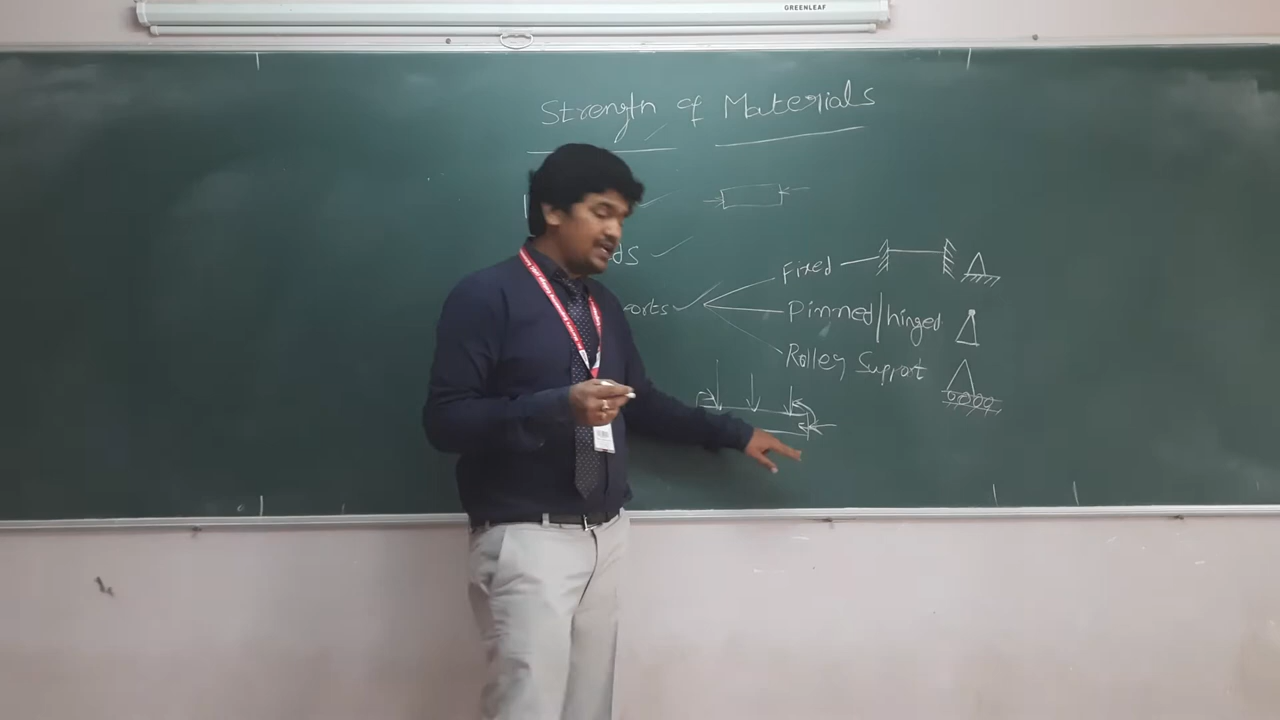 GREENLEAF
Strength of Materials
ds
orts
Fixed
Pinned/hinged
Rolley Support